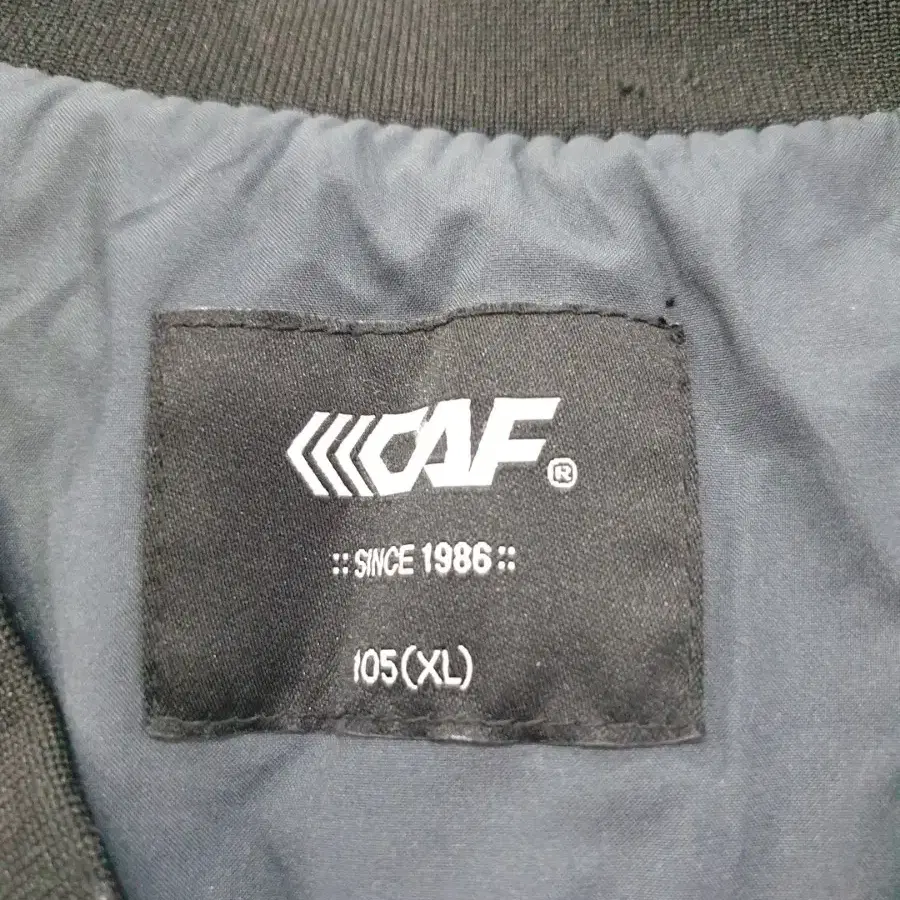 CAF®
:: SINCE 1986 ::
105(XL)